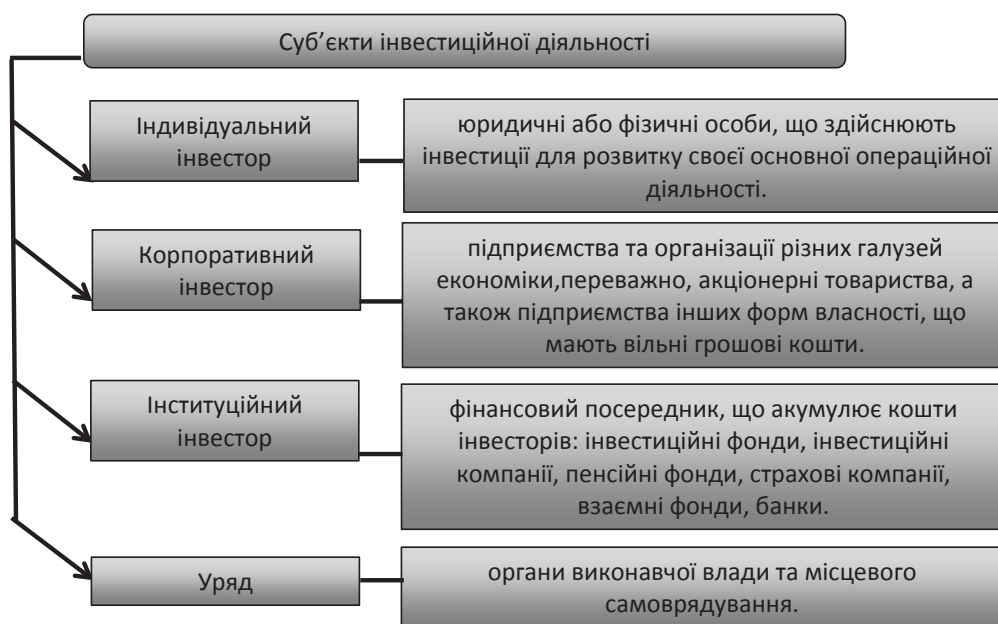 Суб’єкти інвестиційної діяльності
Індивідуальний
інвестор
юридичні або фізичні особи, що здійснюють
інвестиції для розвитку своєї основної операційної
діяльності.
Корпоративний
інвестор
підприємства та організації різних галузей
економіки,переважно, акціонерні товариства, а
також підприємства інших форм власності, що
мають вільні грошові кошти.
Інституційний
інвестор
фінансовий посередник, що акумулює кошти
інвесторів: інвестиційні фонди, інвестиційні
компанії, пенсійні фонди, страхові компанії,
взаємні фонди, банки.
Уряд
органи виконавчої влади та місцевого
самоврядування.